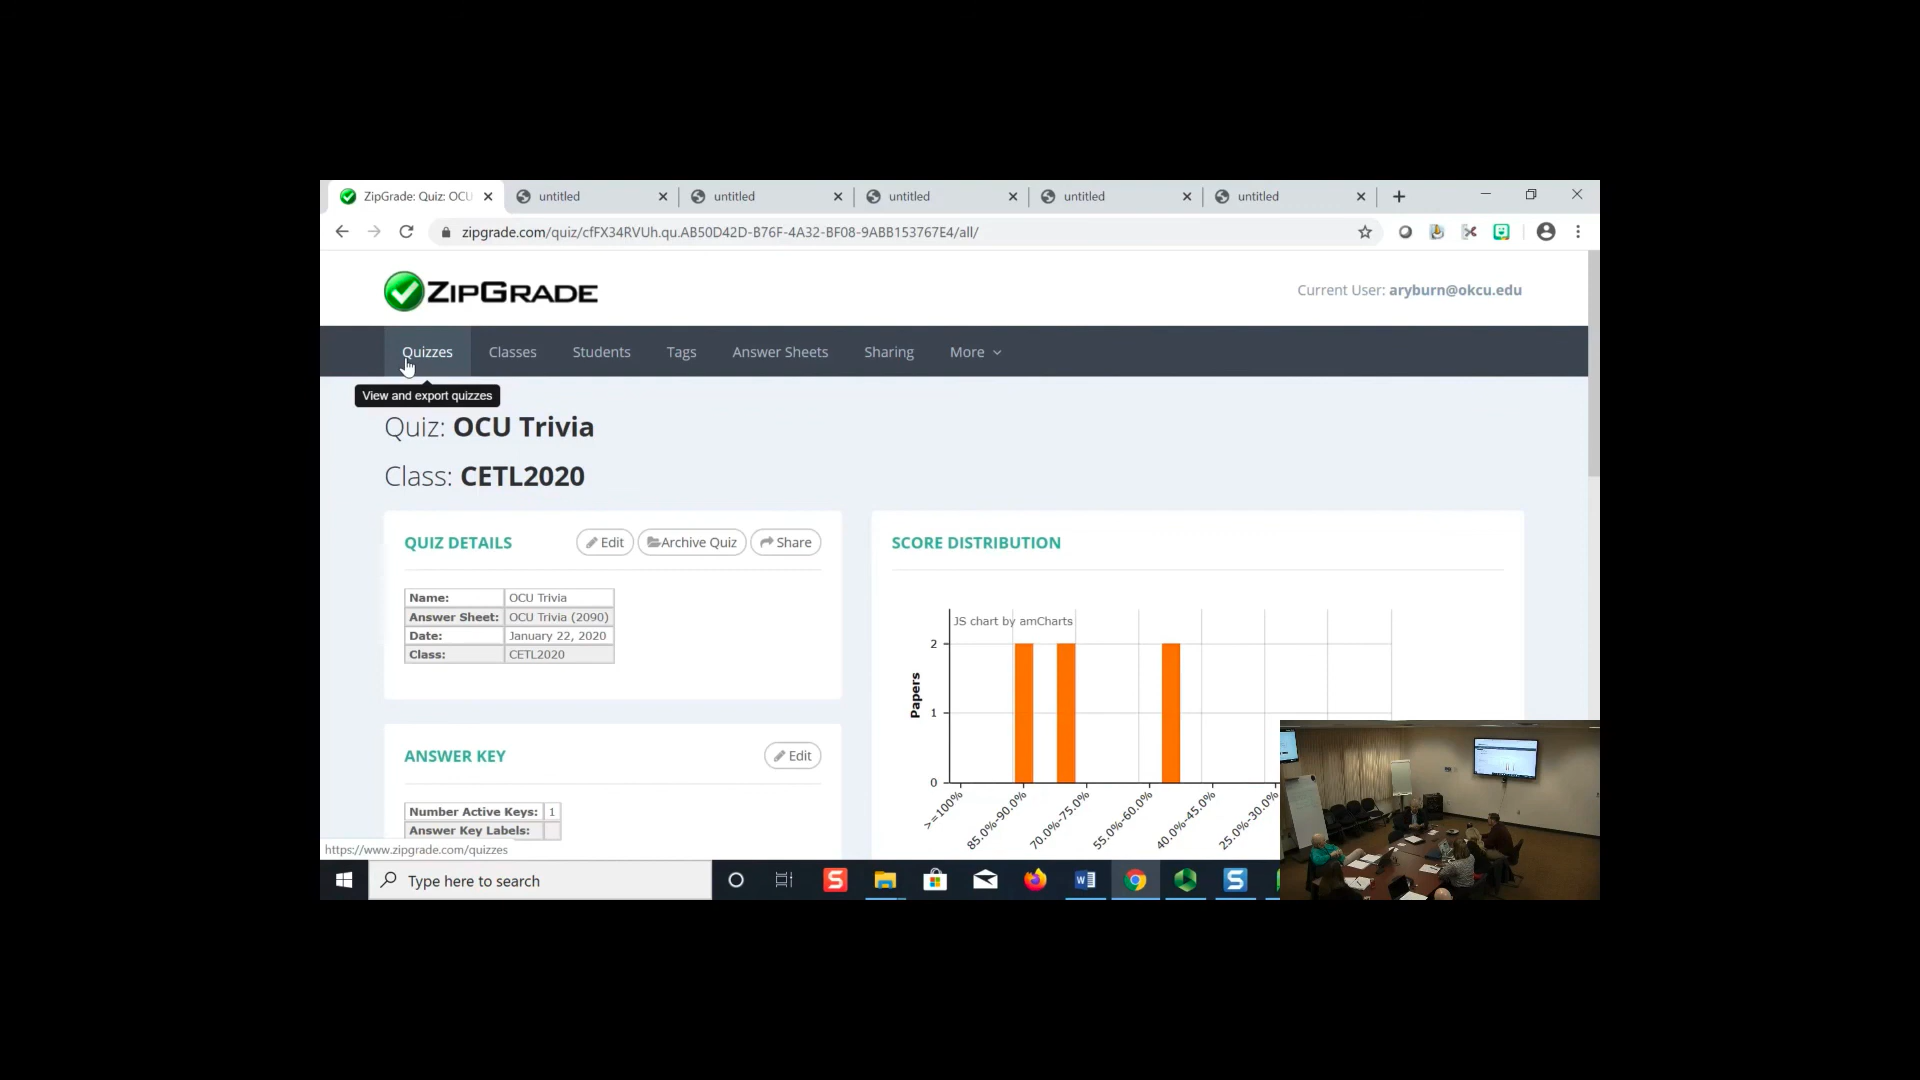 ZipGrade: Quiz: OCU
untitled
untitled
untitled
untitled
untitled
zipgrade.com/quiz/cfFX34RVUh.qu.AB50D42D-B76F-4A32-BF08-9ABB153767E4/all/
ZIPGRADE
Current User: aryburn@okcu.edu
Quizzes
Classes
Students
Tags
Answer Sheets
Sharing
More
View and export quizzes
Quiz: OCU Trivia
Class: CETL2020
QUIZ DETAILS
Edit
Archive Quiz
Share
Name: OCU Trivia
Answer Sheet: OCU Trivia (2090)
Date: January 22, 2020
Class: CETL2020
ANSWER KEY
Edit
Number Active Keys: 1
Answer Key Labels:
SCORE DISTRIBUTION
JS chart by amCharts
Papers
2
1
0
>=100%
85.0%-90.0%
70.0%-75.0%
55.0%-60.0%
40.0%-45.0%
25.0%-30.0%
https://www.zipgrade.com/quizzes
Type here to search